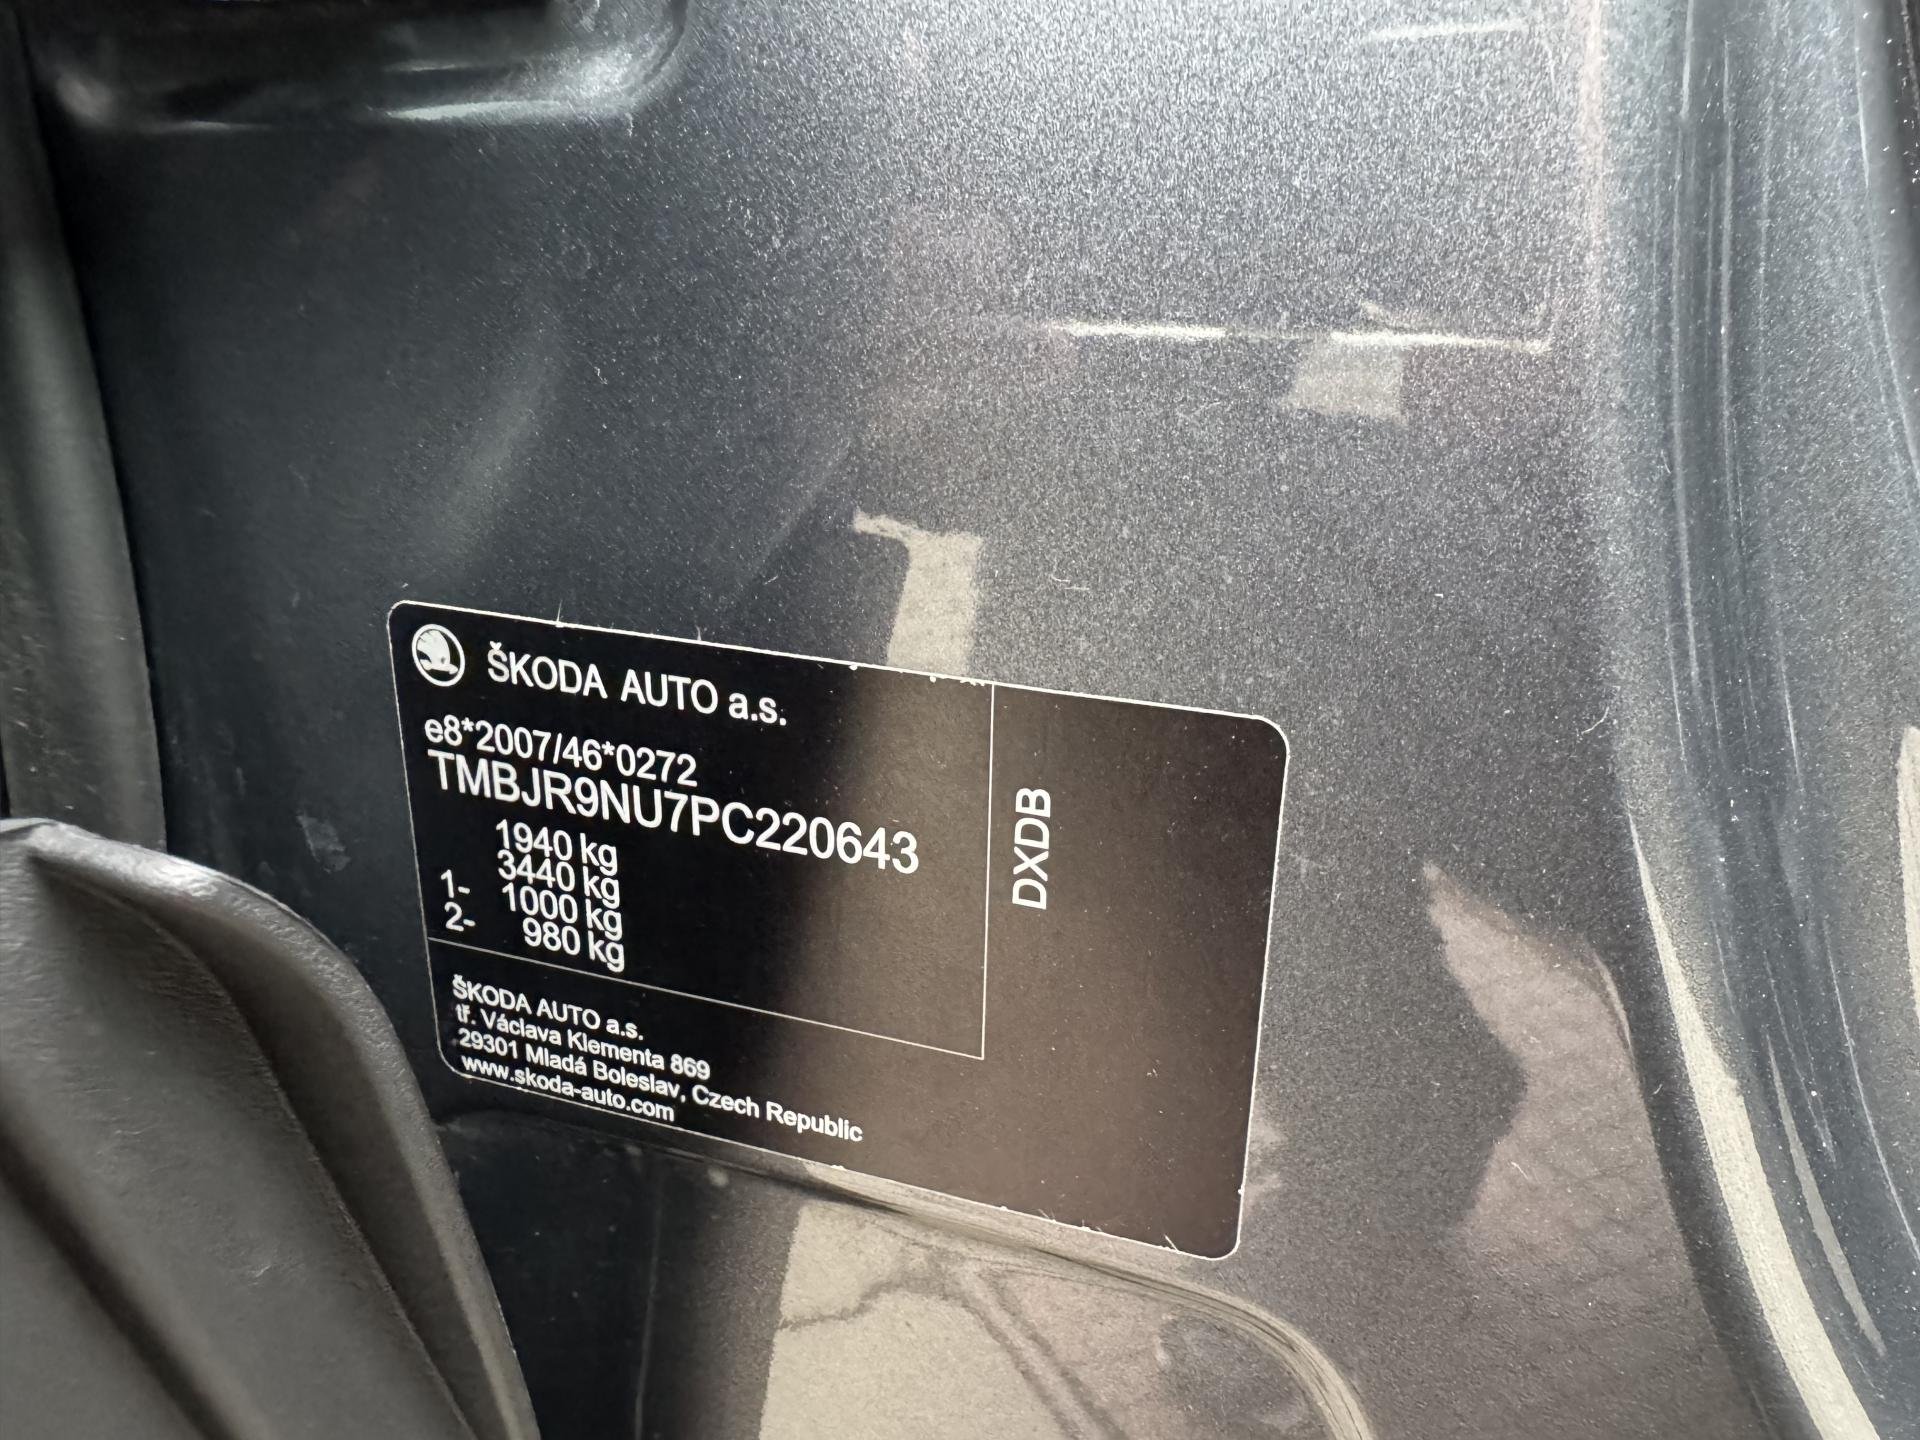 ŠKODA AUTO a.s.
e8*2007/46*0272
TMBJR9NU7PC220643
1940 kg
3440 kg
1- 1000 kg
2- 980 kg
DXDB
ŠKODA AUTO a.s.
tř. Václava Klementa 869
29301 Mladá Boleslav, Czech Republic
www.skoda-auto.com